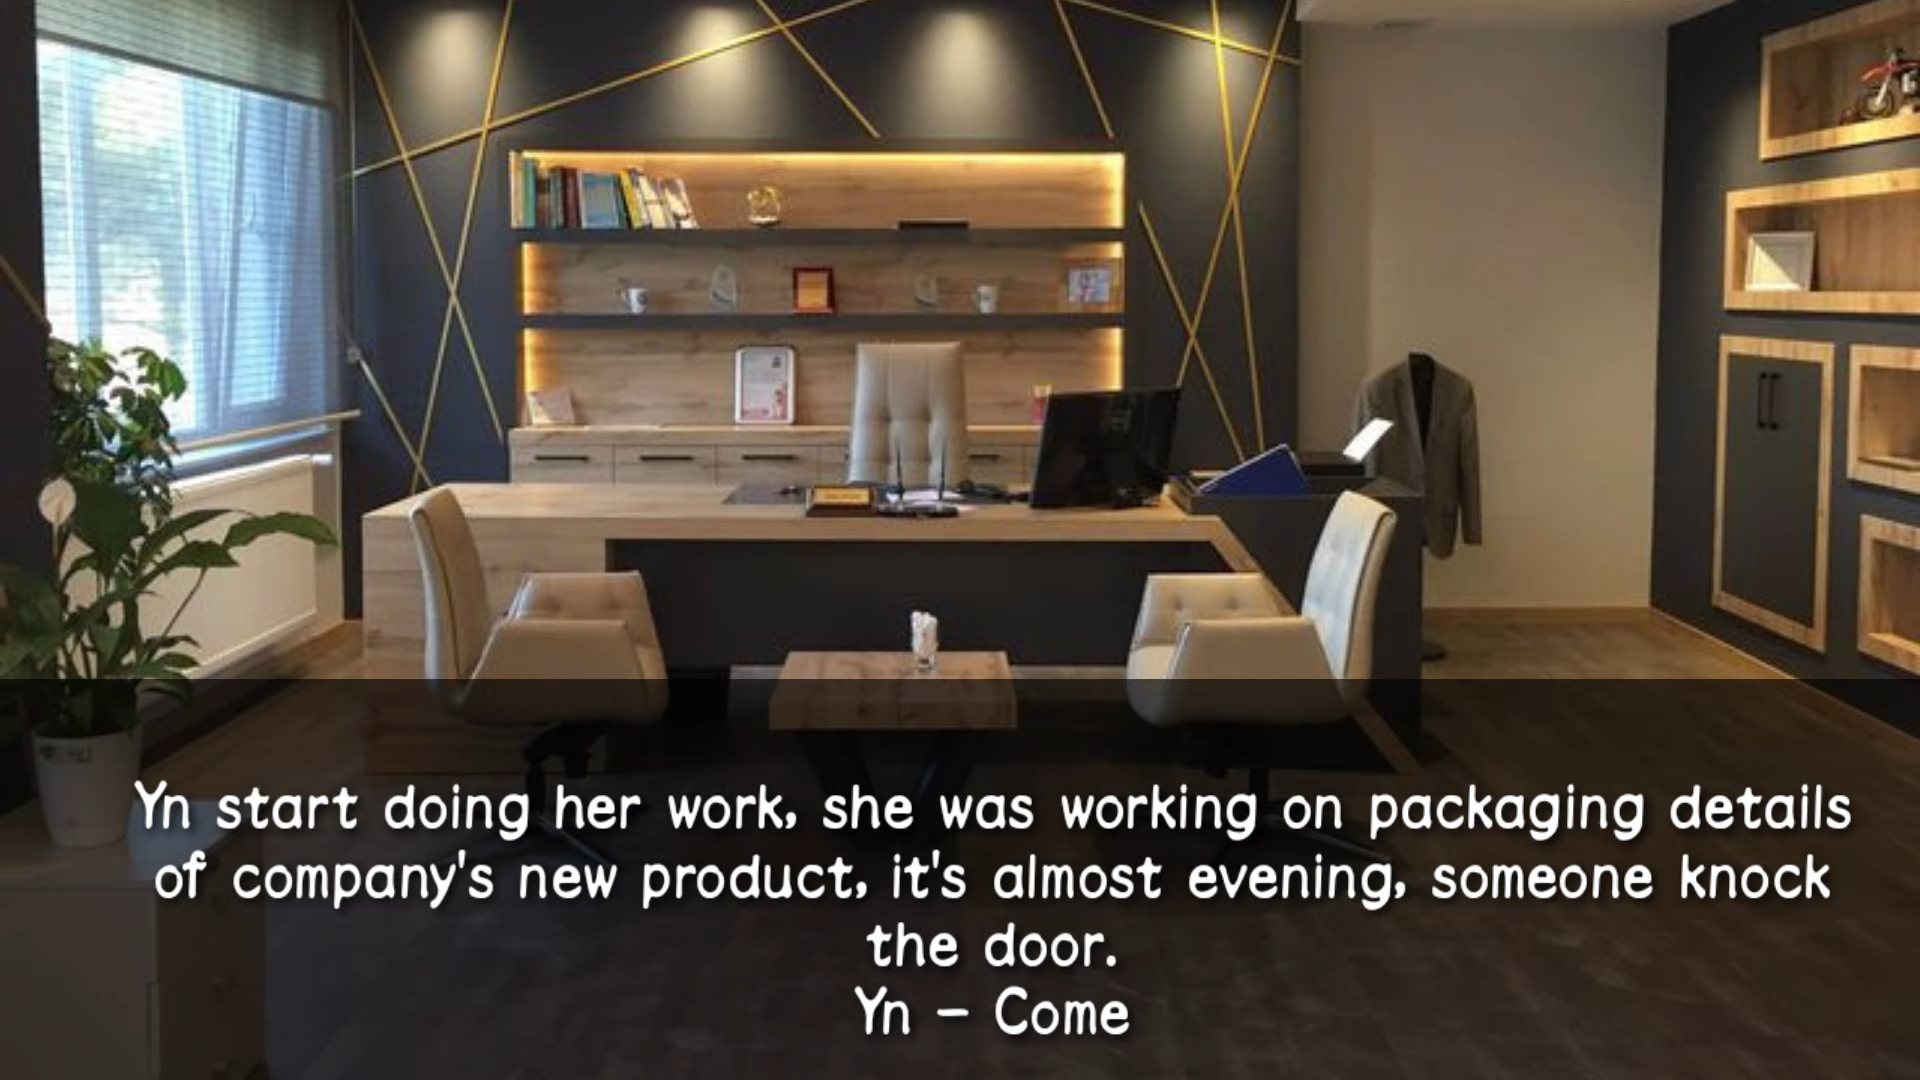 Yn start doing her work, she was working on packaging details
of company's new product, it's almost evening, someone knock
the door.
Yn - Come